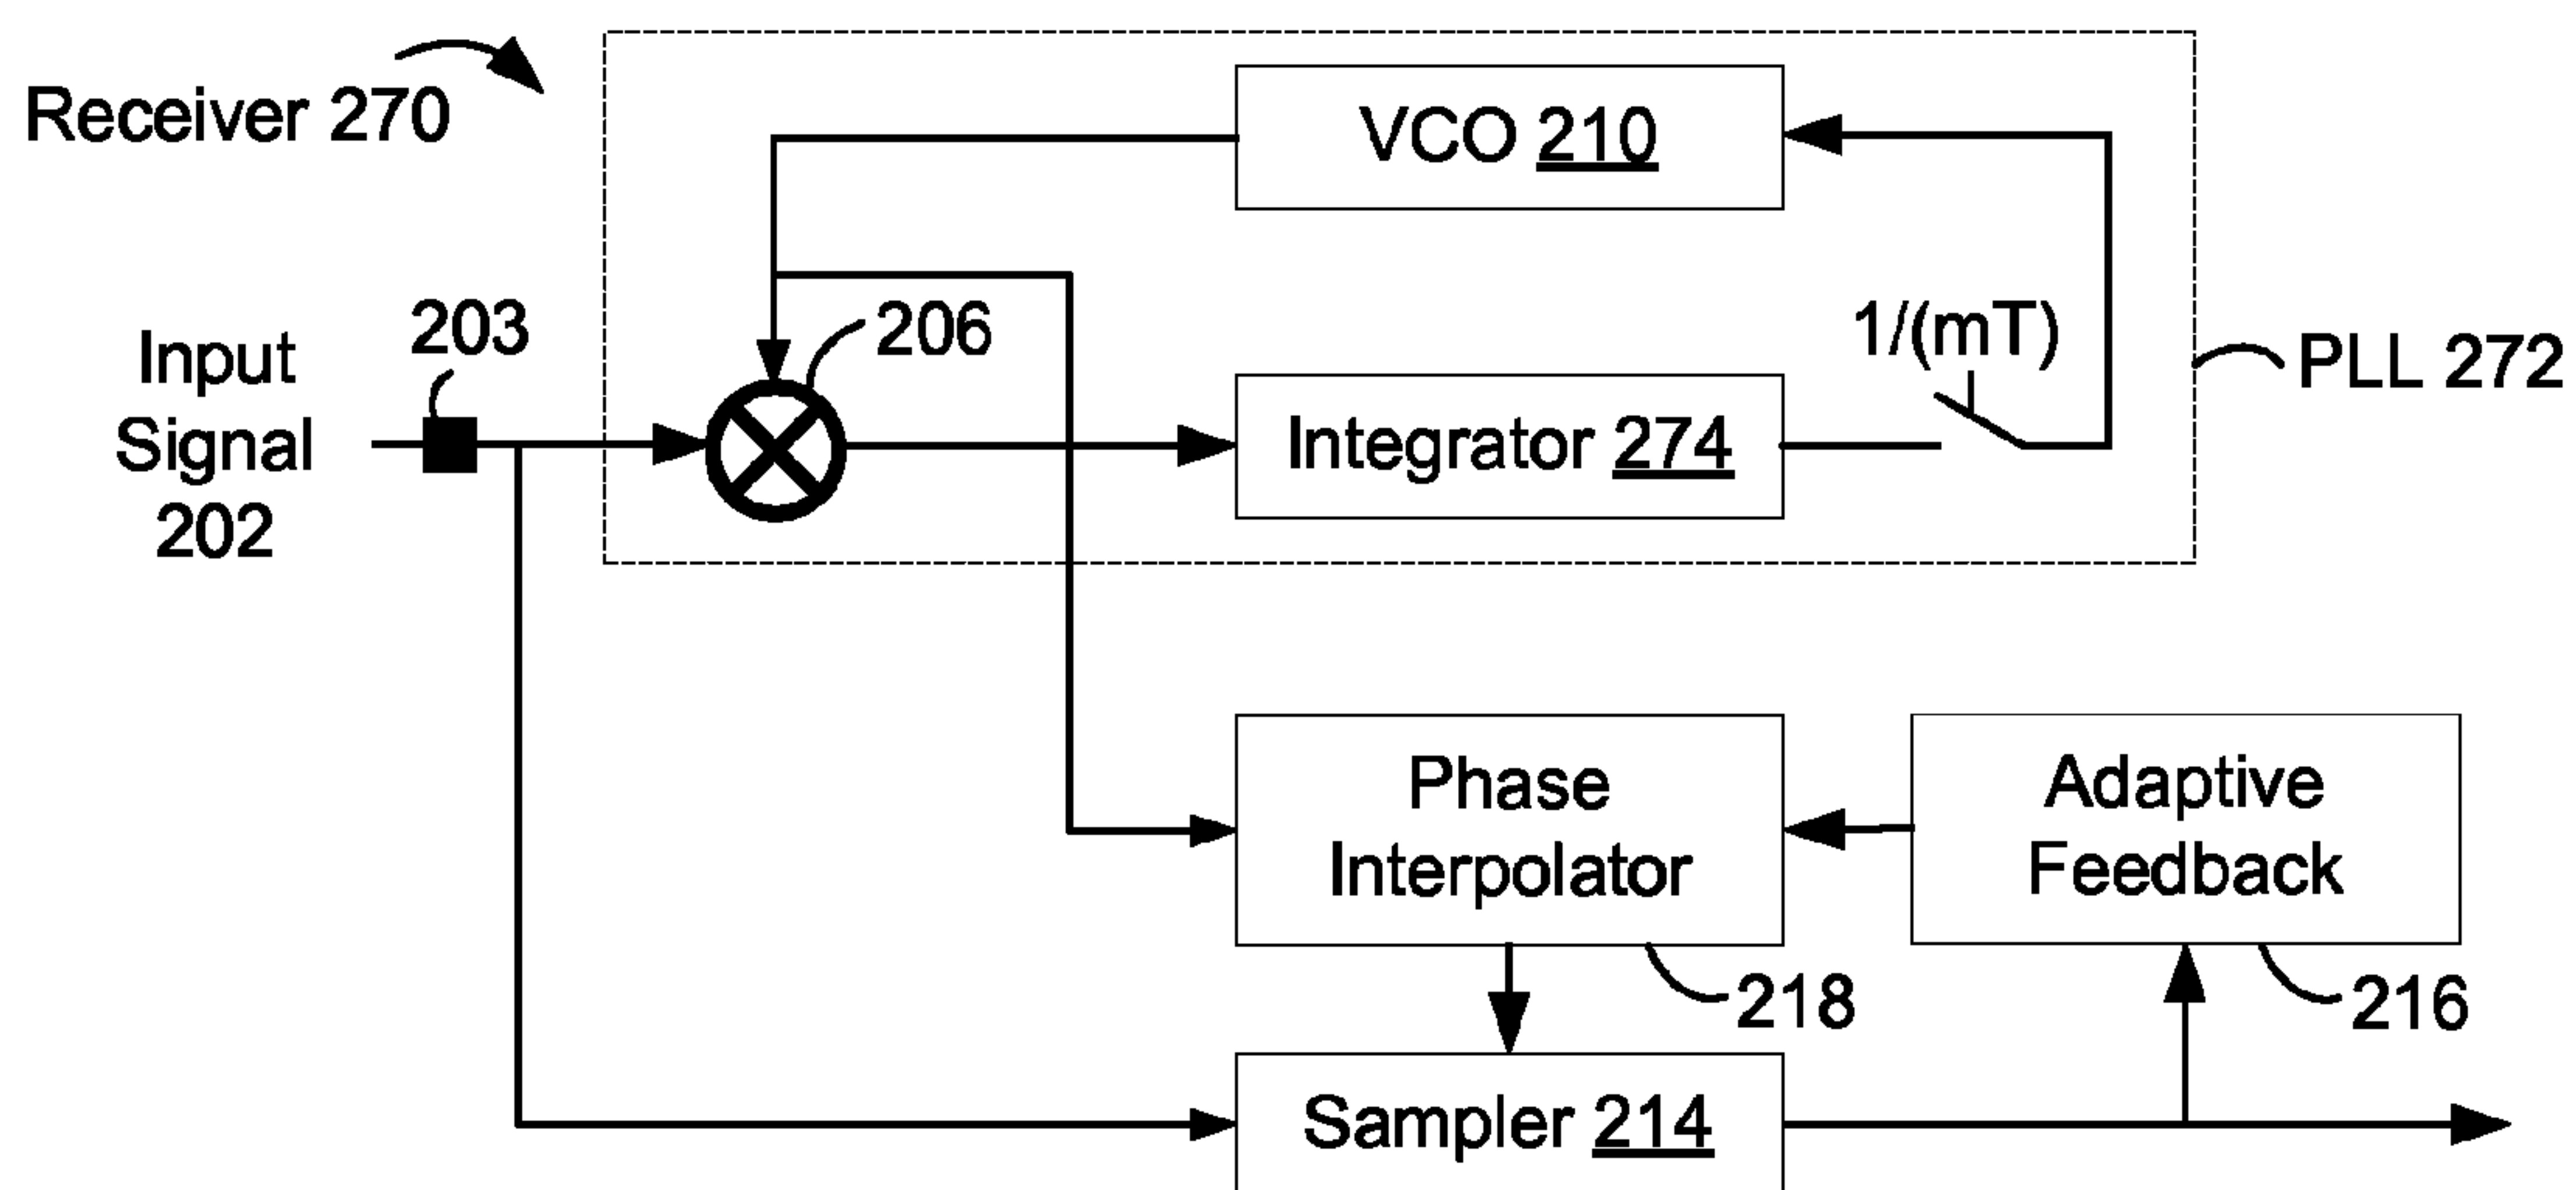 Receiver 270
VCO 210
Input
Signal
202
203
206
1/(mT)
PLL 272
Integrator 274
Phase
Interpolator
218
Adaptive
Feedback
216
Sampler 214